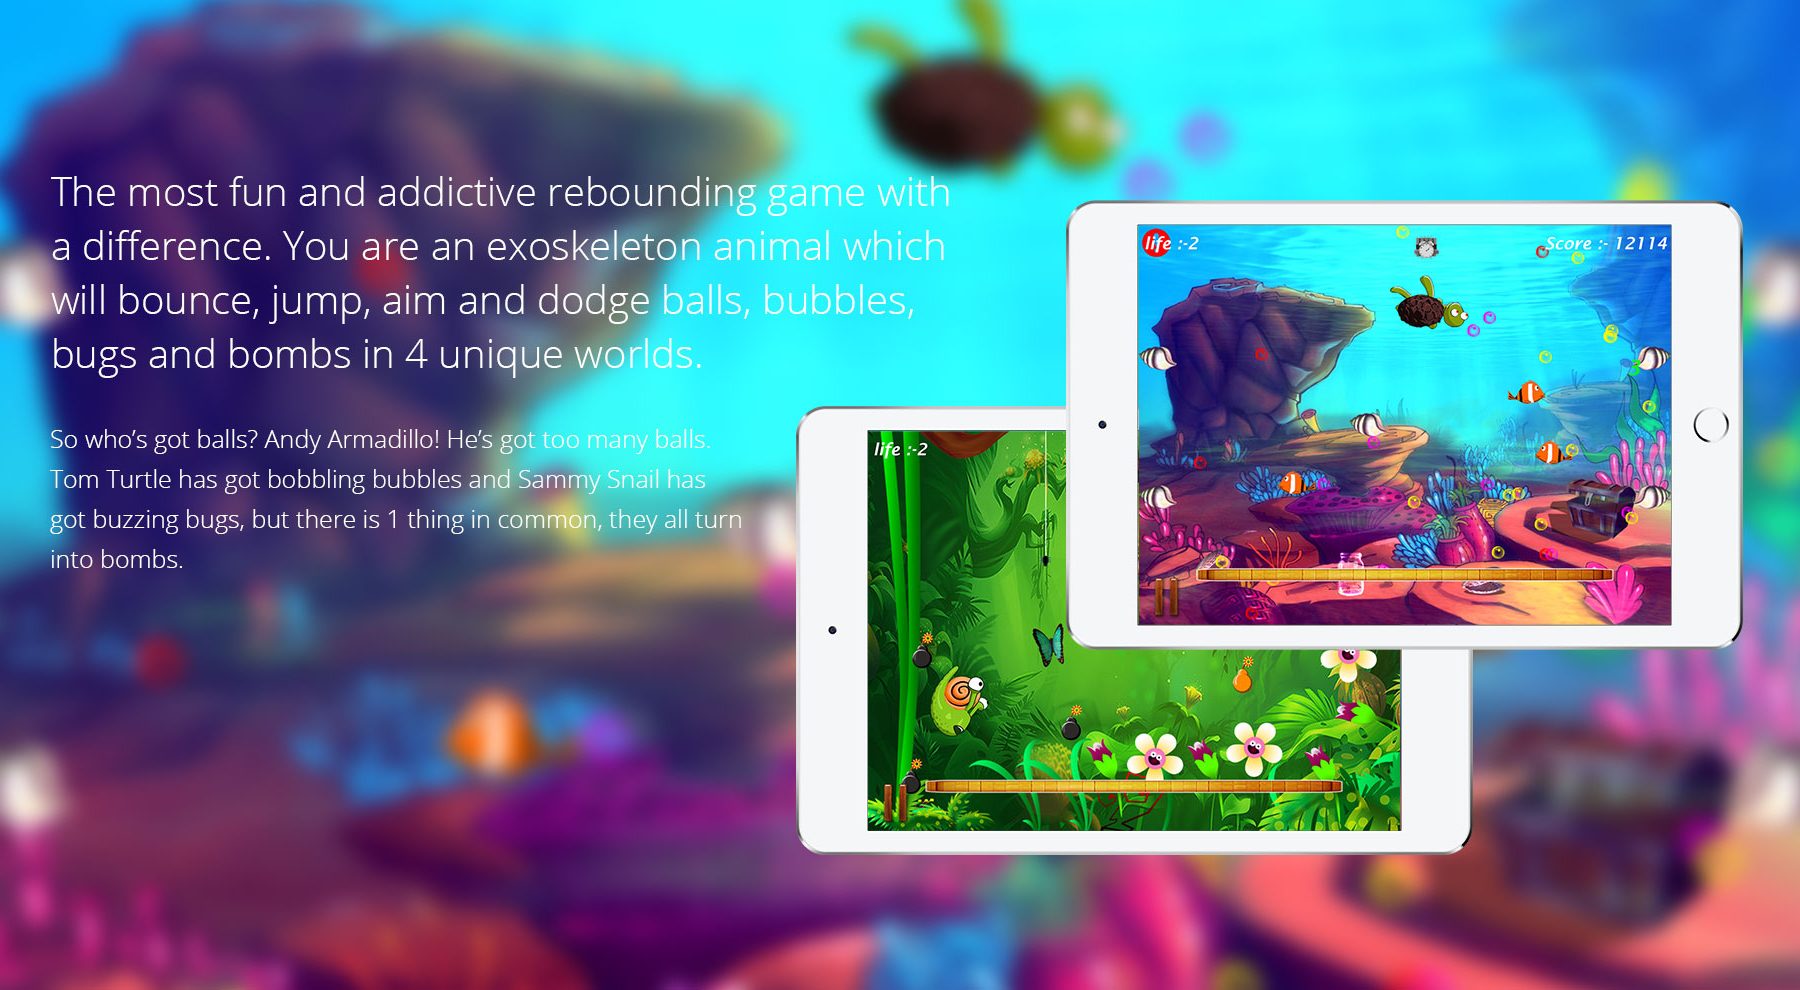 The most fun and addictive rebounding game with
a difference. You are an exoskeleton animal which
will bounce, jump, aim and dodge balls, bubbles,
bugs and bombs in 4 unique worlds.
So who’s got balls? Andy Armadillo! He’s got too many balls.
Tom Turtle has got bobbling bubbles and Sammy Snail has
got buzzing bugs, but there is 1 thing in common, they all turn
into bombs.
life :-2
Score :- 12114
life :-2